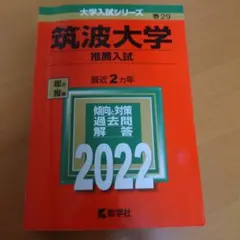 大学入試シリーズ
29
筑波大学
推薦入試
最近2カ年
傾向と対策
過去問
解答
2022
教学社